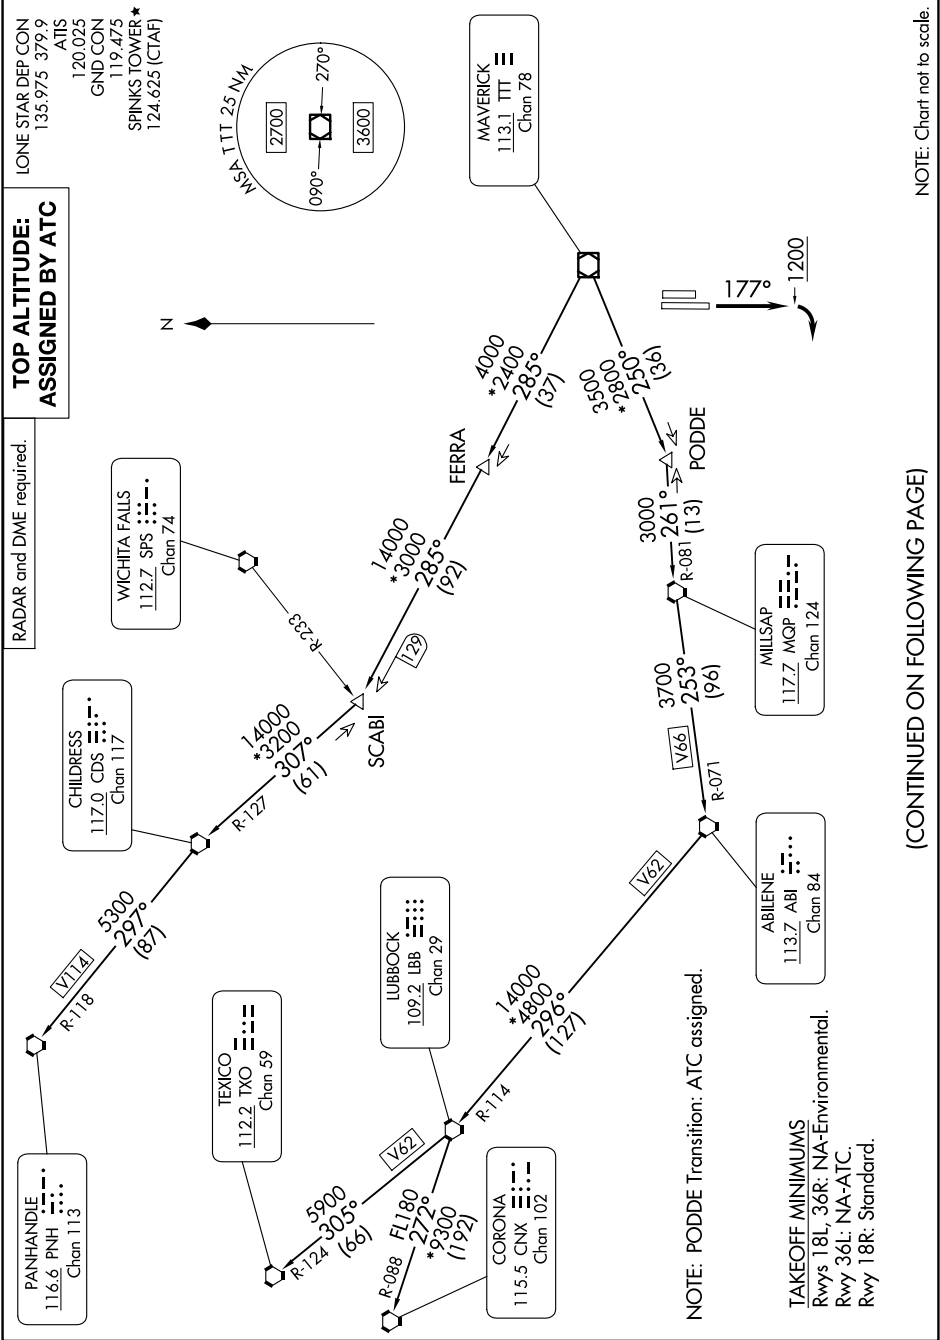 RADAR and DME required.
TOP ALTITUDE:
ASSIGNED BY ATC
LONE STAR DEP CON
135.975 379.9
ATIS
120.025
GND CON
119.475
SPINKS TOWER ★
124.625 (CTAF)
MSA TTT 25 NM
2700
090°
270°
3600
N
PANHANDLE
116.6 PNH
Chan 113
CHILDRESS
117.0 CDS
Chan 117
WICHITA FALLS
112.7 SPS
Chan 74
MAVERICK
113.1 TTT
Chan 78
R-118
V114
5300
297°
(87)
R-127
14000
*3200
307°
(61)
R-233
SCABI
129
14000
*3000
285°
(92)
FERRA
4000
*2400
285°
(37)
3500
*2800
250°
(36)
PODDE
3000
261°
(13)
R-081
177°
1200
MILLSAP
117.7 MQP
Chan 124
3700
253°
(96)
V66
R-071
ABILENE
113.7 ABI
Chan 84
V62
14000
*4800
296°
(127)
R-114
LUBBOCK
109.2 LBB
Chan 29
TEXICO
112.2 TXO
Chan 59
V62
5900
305°
(66)
R-124
FL180
272°
*9300
(192)
R-088
CORONA
115.5 CNX
Chan 102
NOTE: PODDE Transition: ATC assigned.
TAKEOFF MINIMUMS
Rwys 18L, 36R: NA-Environmental.
Rwy 36L: NA-ATC.
Rwy 18R: Standard.
(CONTINUED ON FOLLOWING PAGE)
NOTE: Chart not to scale.